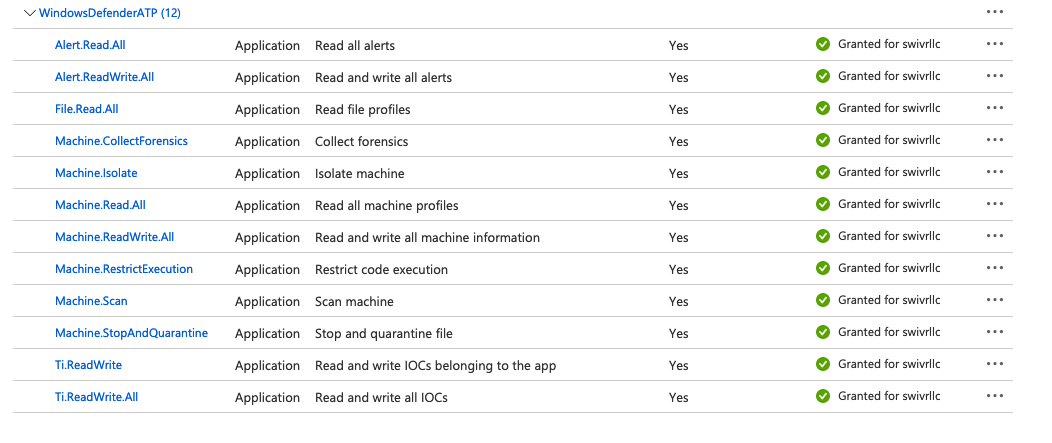 WindowsDefenderATP (12)
Alert.Read.All Application Read all alerts Yes Granted for swivrllc
Alert.ReadWrite.All Application Read and write all alerts Yes Granted for swivrllc
File.Read.All Application Read file profiles Yes Granted for swivrllc
Machine.CollectForensics Application Collect forensics Yes Granted for swivrllc
Machine.Isolate Application Isolate machine Yes Granted for swivrllc
Machine.Read.All Application Read all machine profiles Yes Granted for swivrllc
Machine.ReadWrite.All Application Read and write all machine information Yes Granted for swivrllc
Machine.RestrictExecution Application Restrict code execution Yes Granted for swivrllc
Machine.Scan Application Scan machine Yes Granted for swivrllc
Machine.StopAndQuarantine Application Stop and quarantine file Yes Granted for swivrllc
Ti.ReadWrite Application Read and write IOCs belonging to the app Yes Granted for swivrllc
Ti.ReadWrite.All Application Read and write all IOCs Yes Granted for swivrllc